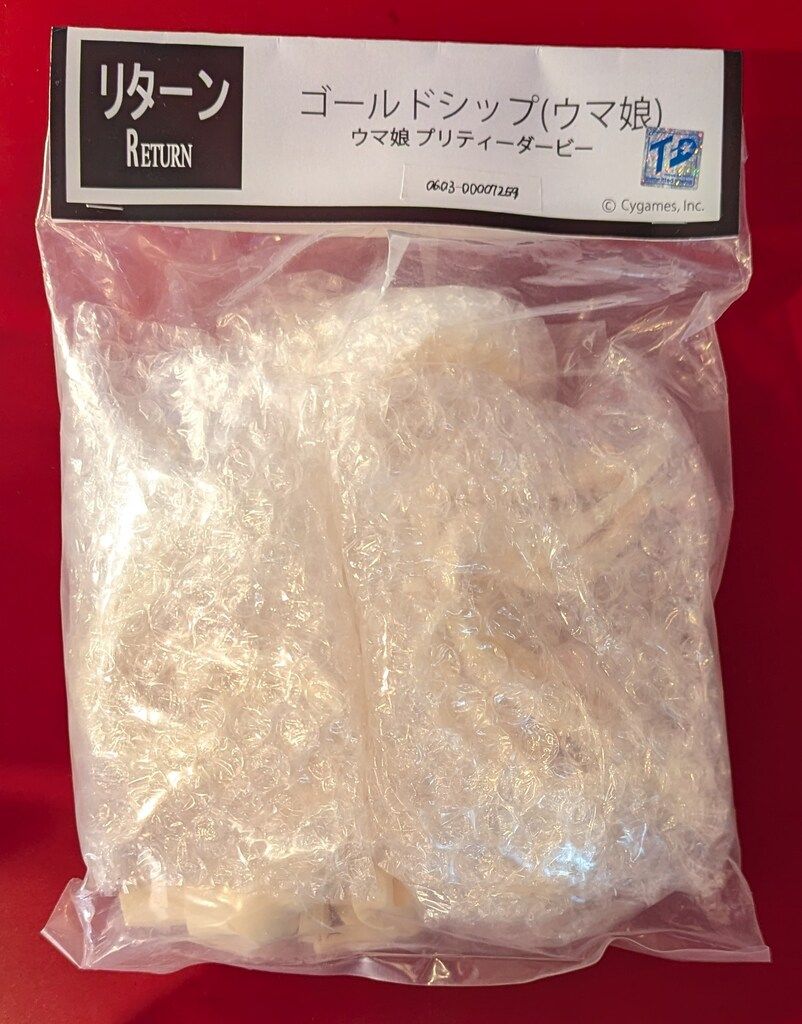 リターン
RETURN
ゴールドシップ(ウマ娘)
ウマ娘 プリティーダービー
0603-00007259
© Cygames, Inc.